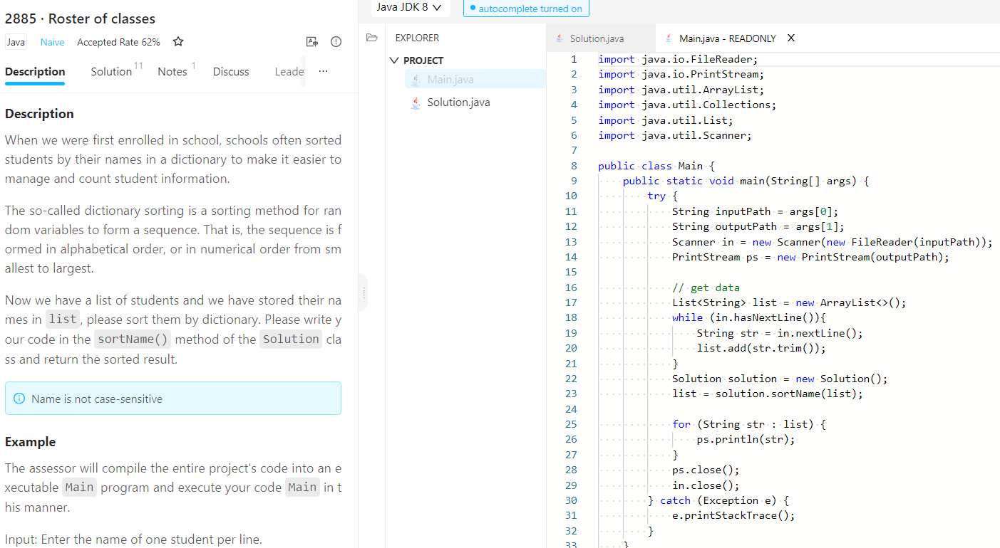 2885 · Roster of classes
Java Naive Accepted Rate 62%
Description Solution 11 Notes 1 Discuss Leade ...
Description
When we were first enrolled in school, schools often sorted
students by their names in a dictionary to make it easier to
manage and count student information.
The so-called dictionary sorting is a sorting method for ran
dom variables to form a sequence. That is, the sequence is f
ormed in alphabetical order, or in numerical order from sm
allest to largest.
Now we have a list of students and we have stored their na
mes in list, please sort them by dictionary. Please write y
our code in the sortName() method of the Solution cla
ss and return the sorted result.
Name is not case-sensitive
Example
The assessor will compile the entire project's code into an e
xecutable Main program and execute your code Main in t
his manner.
Input: Enter the name of one student per line.
Java JDK 8
autocomplete turned on
EXPLORER
PROJECT
Main.java
Solution.java
Solution.java Main.java - READONLY X
1 import java.io.FileReader;
2 import java.io.PrintStream;
3 import java.util.ArrayList;
4 import java.util.Collections;
5 import java.util.List;
6 import java.util.Scanner;
7
8 public class Main {
9 public static void main(String[] args) {
10 try {
11 String inputPath = args[0];
12 String outputPath = args[1];
13 Scanner in = new Scanner(new FileReader(inputPath));
14 PrintStream ps = new PrintStream(outputPath);
15
16 // get data
17 List<String> list = new ArrayList<>();
18 while (in.hasNextLine()){
19 String str = in.nextLine();
20 list.add(str.trim());
21 }
22 Solution solution = new Solution();
23 list = solution.sortName(list);
24
25 for (String str : list) {
26 ps.println(str);
27 }
28 ps.close();
29 in.close();
30 } catch (Exception e) {
31 e.printStackTrace();
32 }
33 }